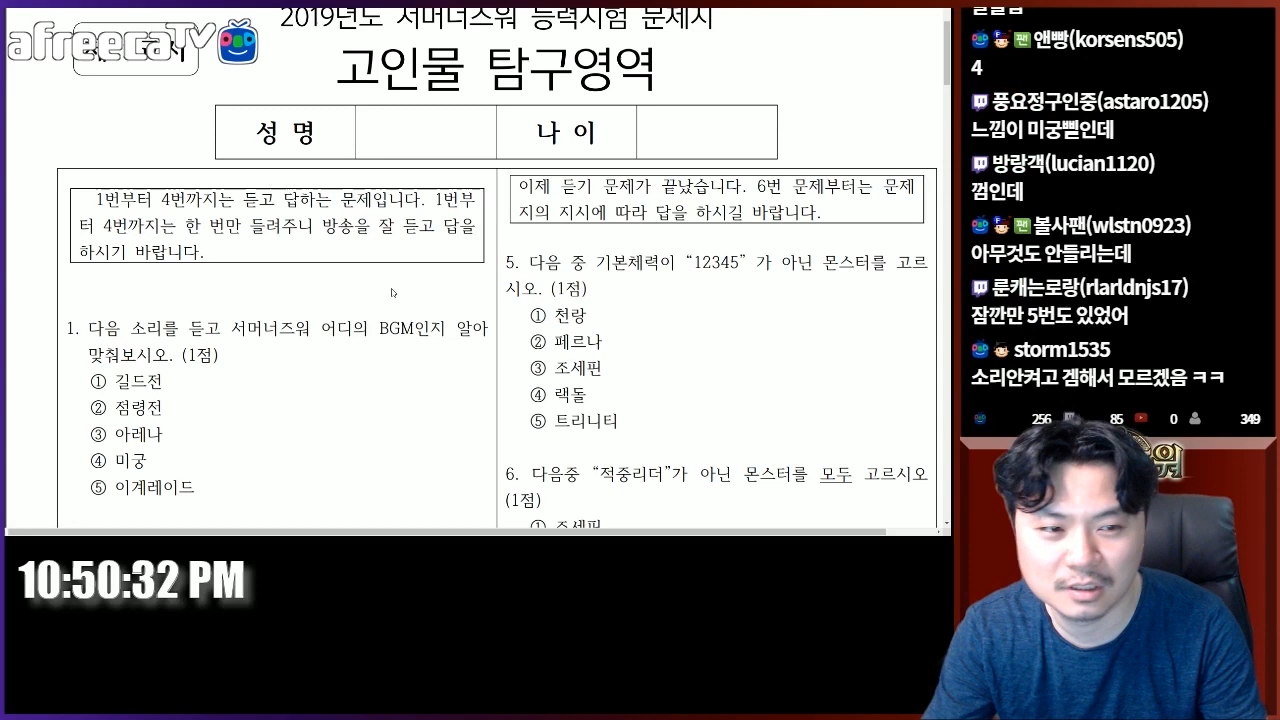 afreecaTV
2019년도 서머너즈워 능력시험 문제지
고인물 탐구영역
성 명
나 이
1번부터 4번까지는 듣고 답하는 문제입니다. 1번부
터 4번까지는 한 번만 들려주니 방송을 잘 듣고 답을
하시기 바랍니다.
1. 다음 소리를 듣고 서머너즈워 어디의 BGM인지 알아
맞춰보시오. (1점)
① 길드전
② 점령전
③ 아레나
④ 미궁
⑤ 이계레이드
이제 듣기 문제가 끝났습니다. 6번 문제부터는 문제
지의 지시에 따라 답을 하시길 바랍니다.
5. 다음 중 기본체력이 “12345” 가 아닌 몬스터를 고르
시오. (1점)
① 천랑
② 페르나
③ 조세핀
④ 랙돌
⑤ 트리니티
6. 다음중 “적중리더”가 아닌 몬스터를 모두 고르시오
(1점)
① 조세핀
10:50:32 PM
팬 앤빵(korsens505)
4
풍요정구인중(astaro1205)
느낌이 미궁삘인데
방랑객(lucian1120)
껌인데
팬 볼사팬(wlstn0923)
아무것도 안들리는데
룬캐는로랑(rlarldnjs17)
잠깐만 5번도 있었어
storm1535
소리안켜고 겜해서 모르겠음 ㅋㅋ
256 85 0 349